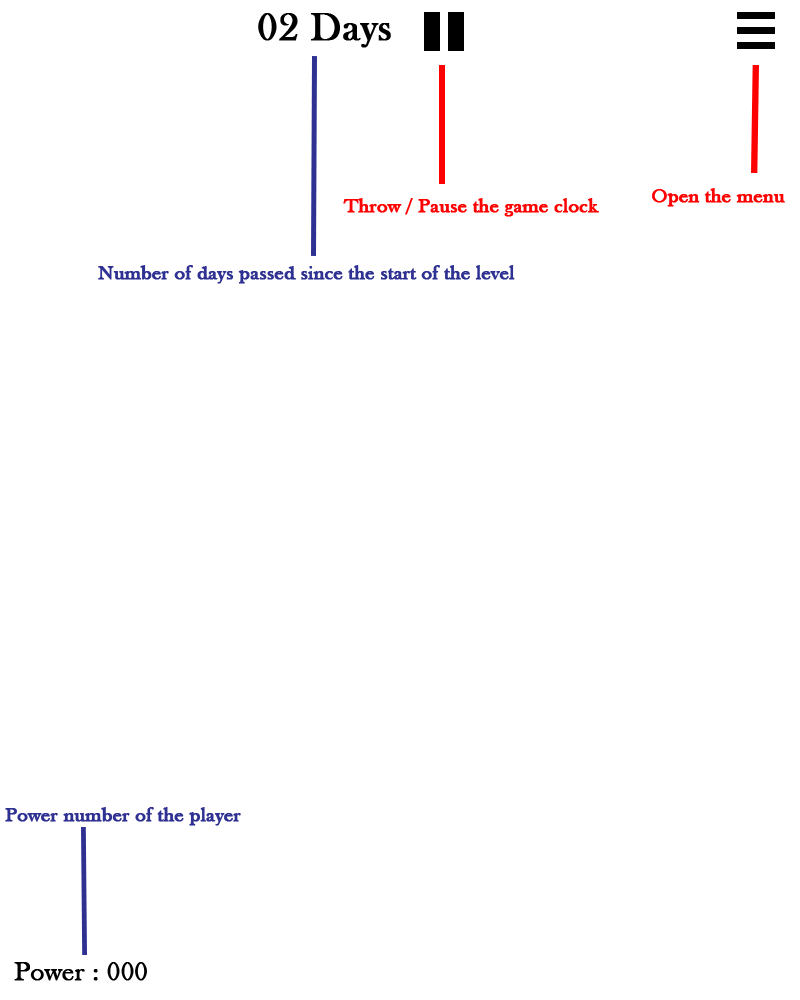 02 Days
Open the menu
Throw / Pause the game clock
Number of days passed since the start of the level
Power number of the player
Power : 000